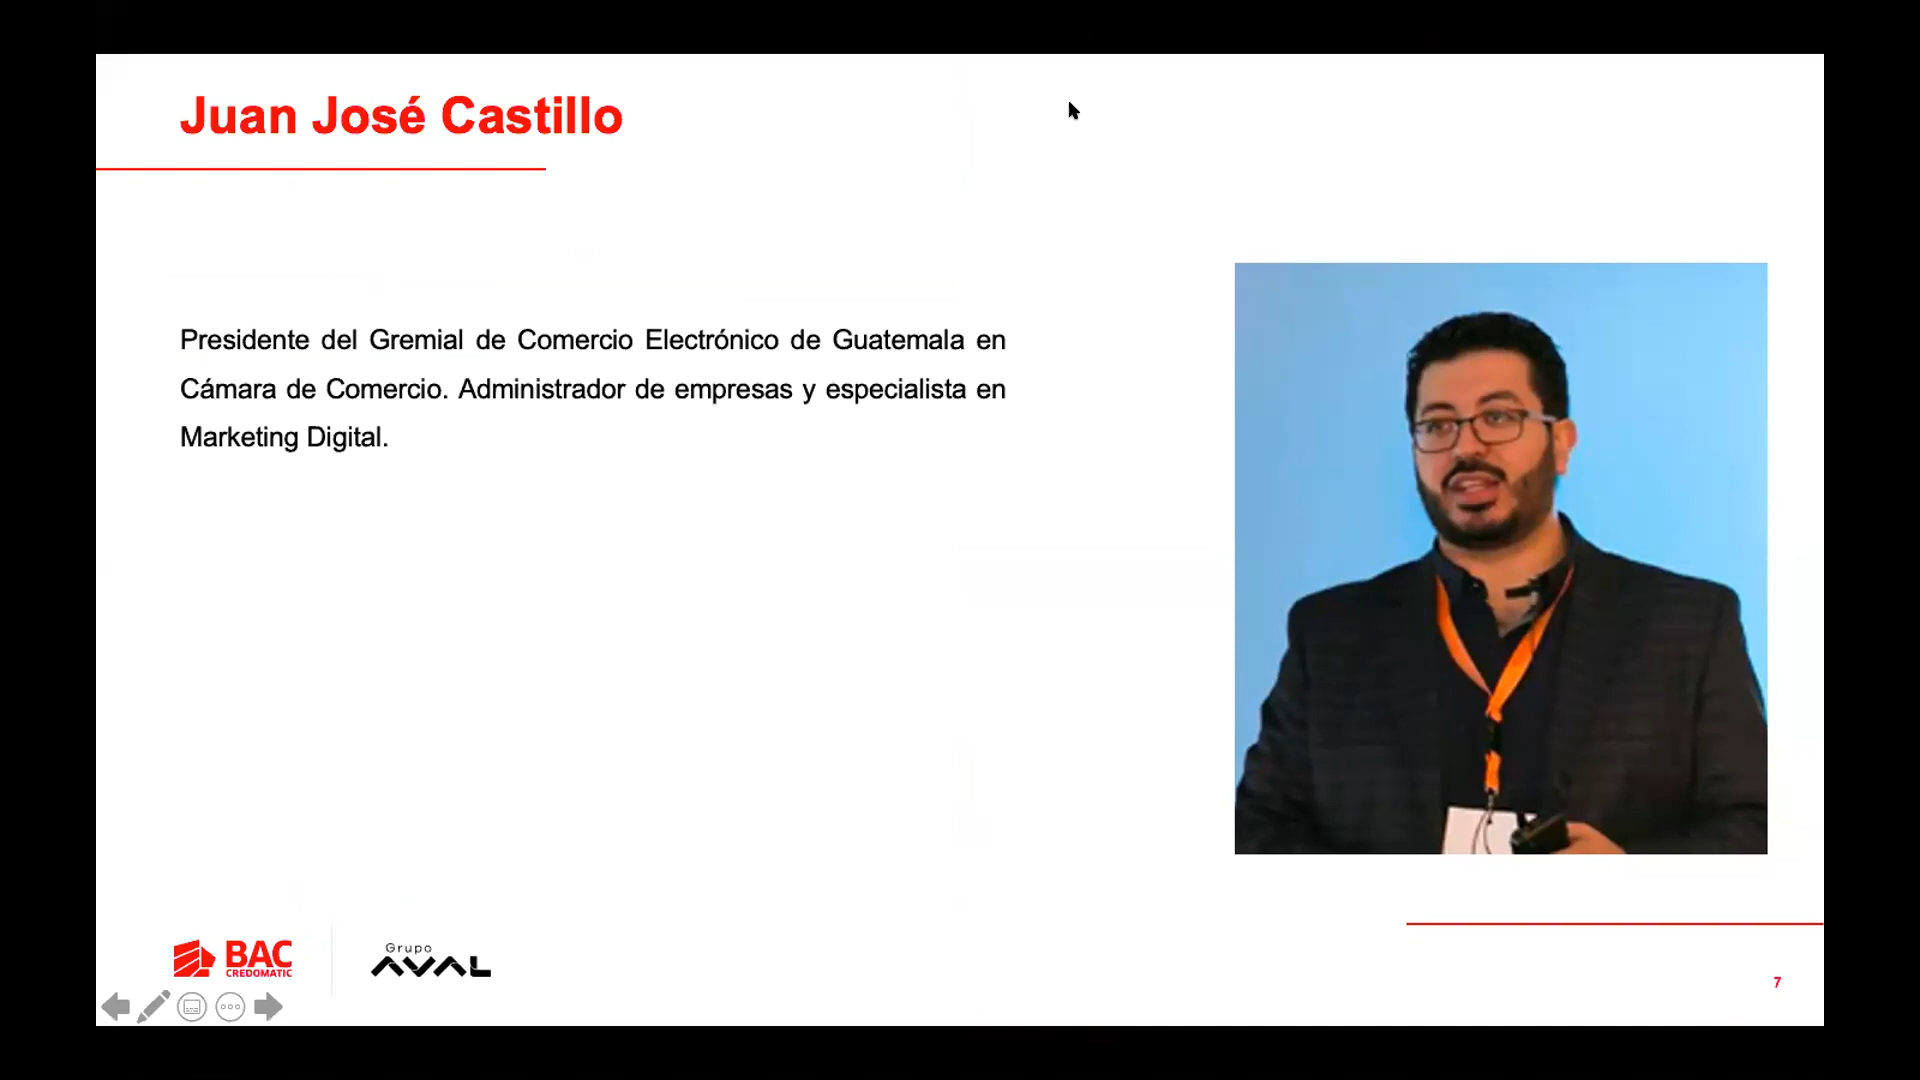 Juan José Castillo
Presidente del Gremial de Comercio Electrónico de Guatemala en
Cámara de Comercio. Administrador de empresas y especialista en
Marketing Digital.
BAC
CREDOMATIC
Grupo
AVAL
7